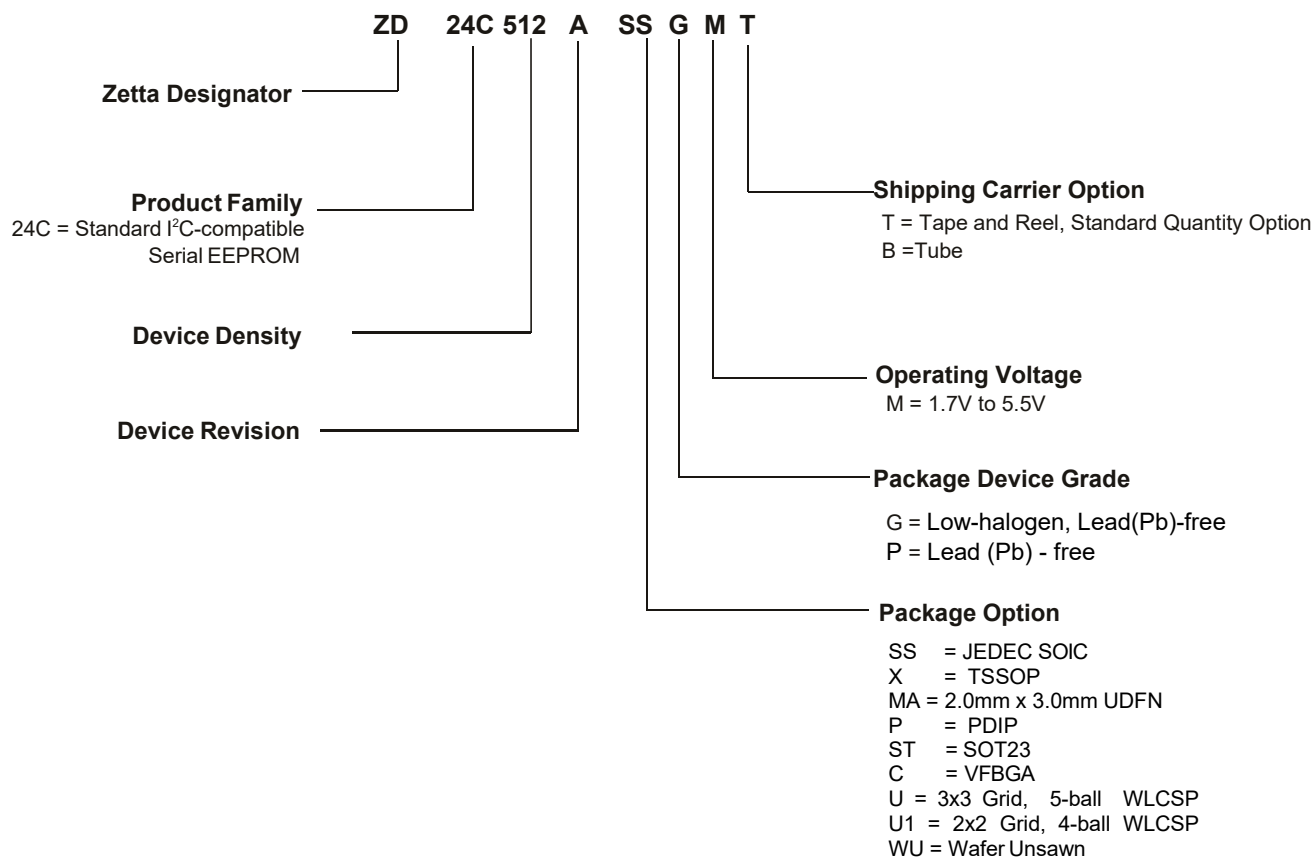 ZD 24C 512 A SS G M T
Zetta Designator
Product Family
24C = Standard I²C-compatible
Serial EEPROM
Device Density
Device Revision
Shipping Carrier Option
T = Tape and Reel, Standard Quantity Option
B =Tube
Operating Voltage
M = 1.7V to 5.5V
Package Device Grade
G = Low-halogen, Lead(Pb)-free
P = Lead (Pb) - free
Package Option
SS = JEDEC SOIC
X = TSSOP
MA = 2.0mm x 3.0mm UDFN
P = PDIP
ST = SOT23
C = VFBGA
U = 3x3 Grid, 5-ball WLCSP
U1 = 2x2 Grid, 4-ball WLCSP
WU = Wafer Unsawn